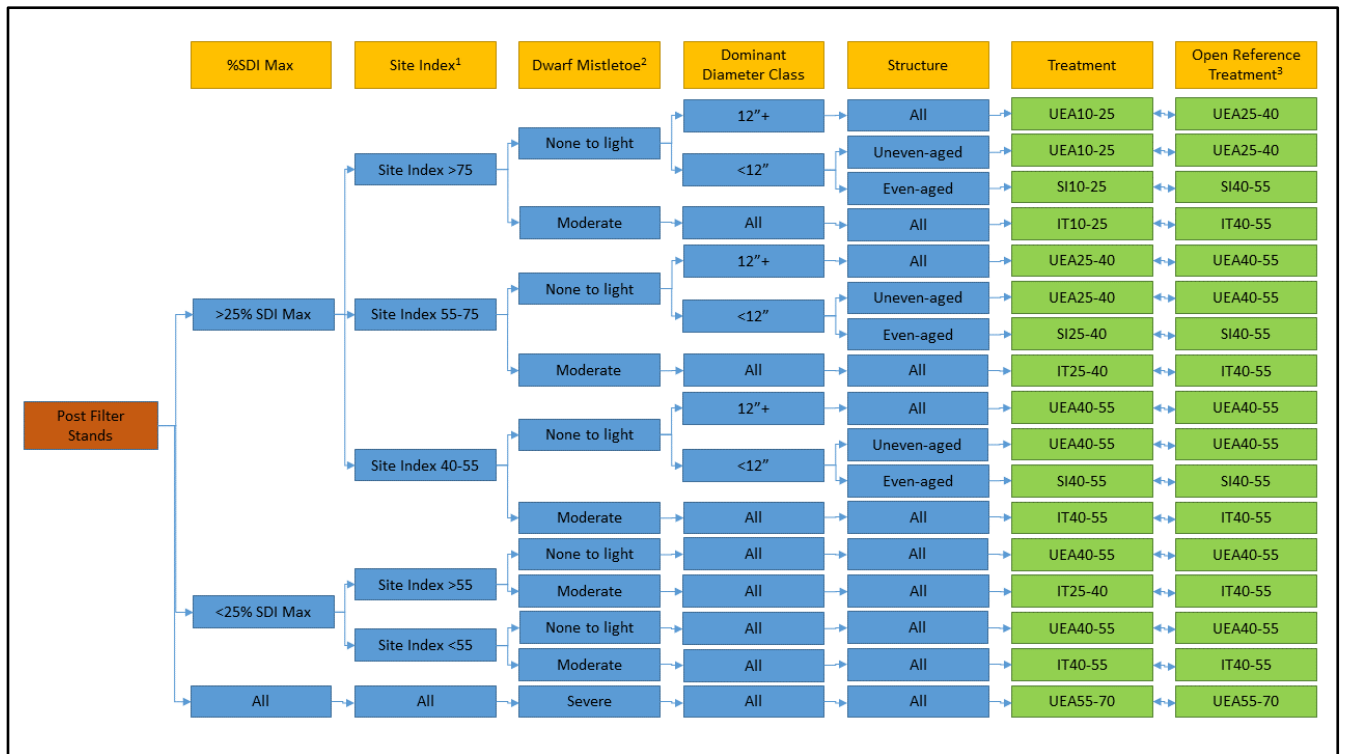 %SDI Max
Site Index¹
Dwarf Mistletoe²
Dominant
Diameter Class
Structure
Treatment
Open Reference
Treatment³
12”+
All
UEA10-25
UEA25-40
None to light
Uneven-aged
UEA10-25
UEA25-40
Site Index >75
<12”
Even-aged
SI10-25
SI40-55
Moderate
All
All
IT10-25
IT40-55
12”+
All
UEA25-40
UEA40-55
None to light
Uneven-aged
UEA25-40
UEA40-55
>25% SDI Max
Site Index 55-75
<12”
Even-aged
SI25-40
SI40-55
Moderate
All
All
IT25-40
IT40-55
Post Filter
Stands
12”+
All
UEA40-55
UEA40-55
None to light
Uneven-aged
UEA40-55
UEA40-55
Site Index 40-55
<12”
Even-aged
SI40-55
SI40-55
Moderate
All
All
IT40-55
IT40-55
None to light
All
All
UEA40-55
UEA40-55
Site Index >55
Moderate
All
All
IT25-40
IT40-55
<25% SDI Max
None to light
All
All
UEA40-55
UEA40-55
Site Index <55
Moderate
All
All
IT40-55
IT40-55
All
All
Severe
All
All
UEA55-70
UEA55-70